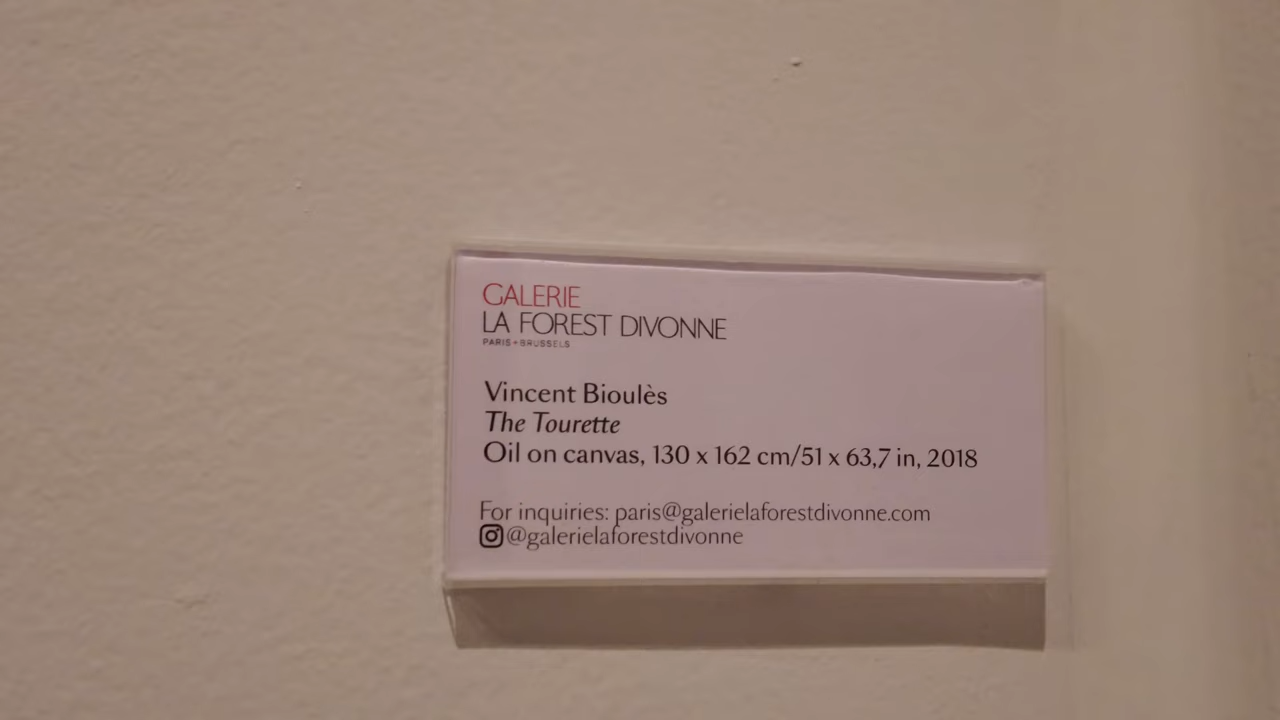 GALERIE
LA FOREST DIVONNE
PARIS + BRUSSELS
Vincent Bioulès
The Tourette
Oil on canvas, 130 x 162 cm/51 x 63,7 in, 2018
For inquiries: paris@galerielaforestdivonne.com
@galerielaforestdivonne